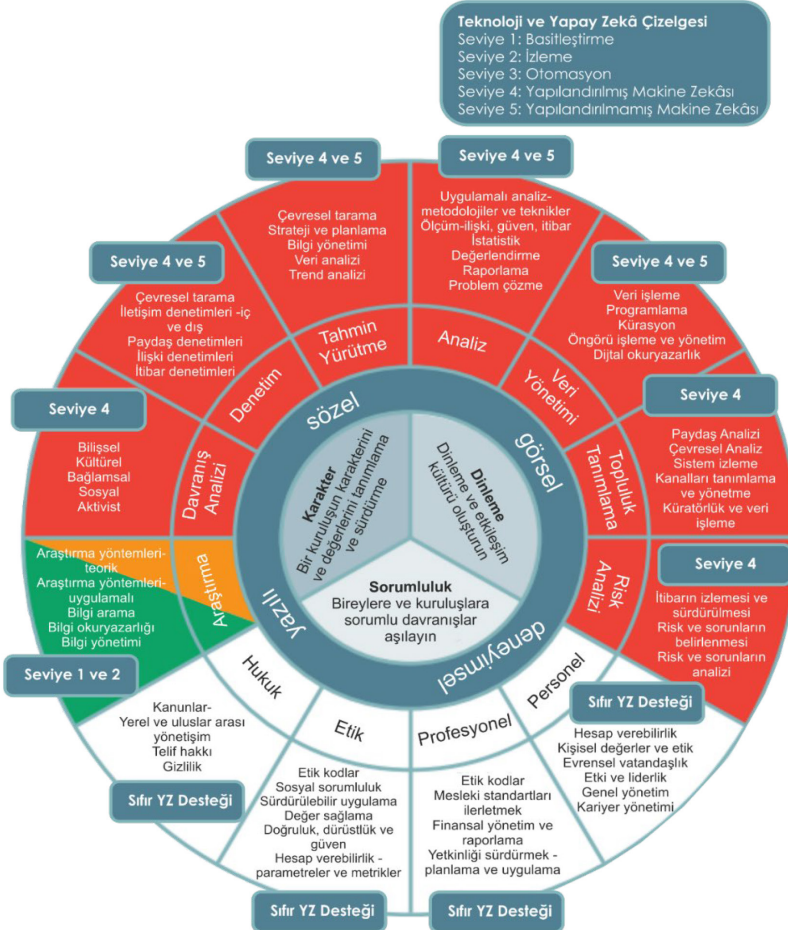 Teknoloji ve Yapay Zekâ Çizelgesi
Seviye 1: Basitleştirme
Seviye 2: İzleme
Seviye 3: Otomasyon
Seviye 4: Yapılandırılmış Makine Zekâsı
Seviye 5: Yapılandırılmamış Makine Zekâsı
Seviye 4 ve 5
Çevresel tarama
Strateji ve planlama
Bilgi yönetimi
Veri analizi
Trend analizi
Tahmin
Yürütme
Seviye 4 ve 5
Uygulamalı analiz-
metodolojiler ve teknikler
Ölçüm-ilişki, güven, itibar
İstatistik
Değerlendirme
Raporlama
Problem çözme
Analiz
Seviye 4 ve 5
Veri işleme
Programlama
Kürasyon
Öngörü işleme ve yönetim
Dijtal okuryazarlık
Veri
Yönetimi
Seviye 4
Paydaş Analizi
Çevresel Analiz
Sistem izleme
Kanalları tanımlama
ve yönetme
Küratörlük ve veri
işleme
Topluluk
Tanımlama
Seviye 4
İtibarın izlemesi ve
sürdürülmesi
Risk ve sorunların
belirlenmesi
Risk ve sorunların
analizi
Risk
Analizi
Sıfır YZ Desteği
Hesap verebilirlik
Kişisel değerler ve etik
Evrensel vatandaşlık
Etki ve liderlik
Genel yönetim
Kariyer yönetimi
Personel
Profesyonel
Etik kodlar
Mesleki standartları
ilerletmek
Finansal yönetim ve
raporlama
Yetkinliği sürdürmek -
planlama ve uygulama
Sıfır YZ Desteği
Etik
Etik kodlar
Sosyal sorumluluk
Sürdürülebilir uygulama
Değer sağlama
Doğruluk, dürüstlük ve
güven
Hesap verebilirlik -
parametreler ve metrikler
Sıfır YZ Desteği
Hukuk
Kanunlar-
Yerel ve uluslar arası
yönetişim
Telif hakkı
Gizlilik
Sıfır YZ Desteği
Araştırma
Araştırma yöntemleri-
teorik
Araştırma yöntemleri-
uygulamalı
Bilgi arama
Bilgi okuryazarlığı
Bilgi yönetimi
Seviye 1 ve 2
Seviye 4
Bilişsel
Kültürel
Bağlamsal
Sosyal
Aktivist
Davranış
Analizi
Seviye 4 ve 5
Çevresel tarama
İletişim denetimleri -iç
ve dış
Paydaş denetimleri
İlişki denetimleri
İtibar denetimleri
Denetim
sözel
görsel
deneyimsel
yazılı
Karakter
Bir kuruluşun karakterini
ve değerlerini tanımlama
ve sürdürme
Dinleme
Dinleme ve etkileşim
kültürü oluşturun
Sorumluluk
Bireylere ve kuruluşlara
sorumlu davranışlar
aşılayın